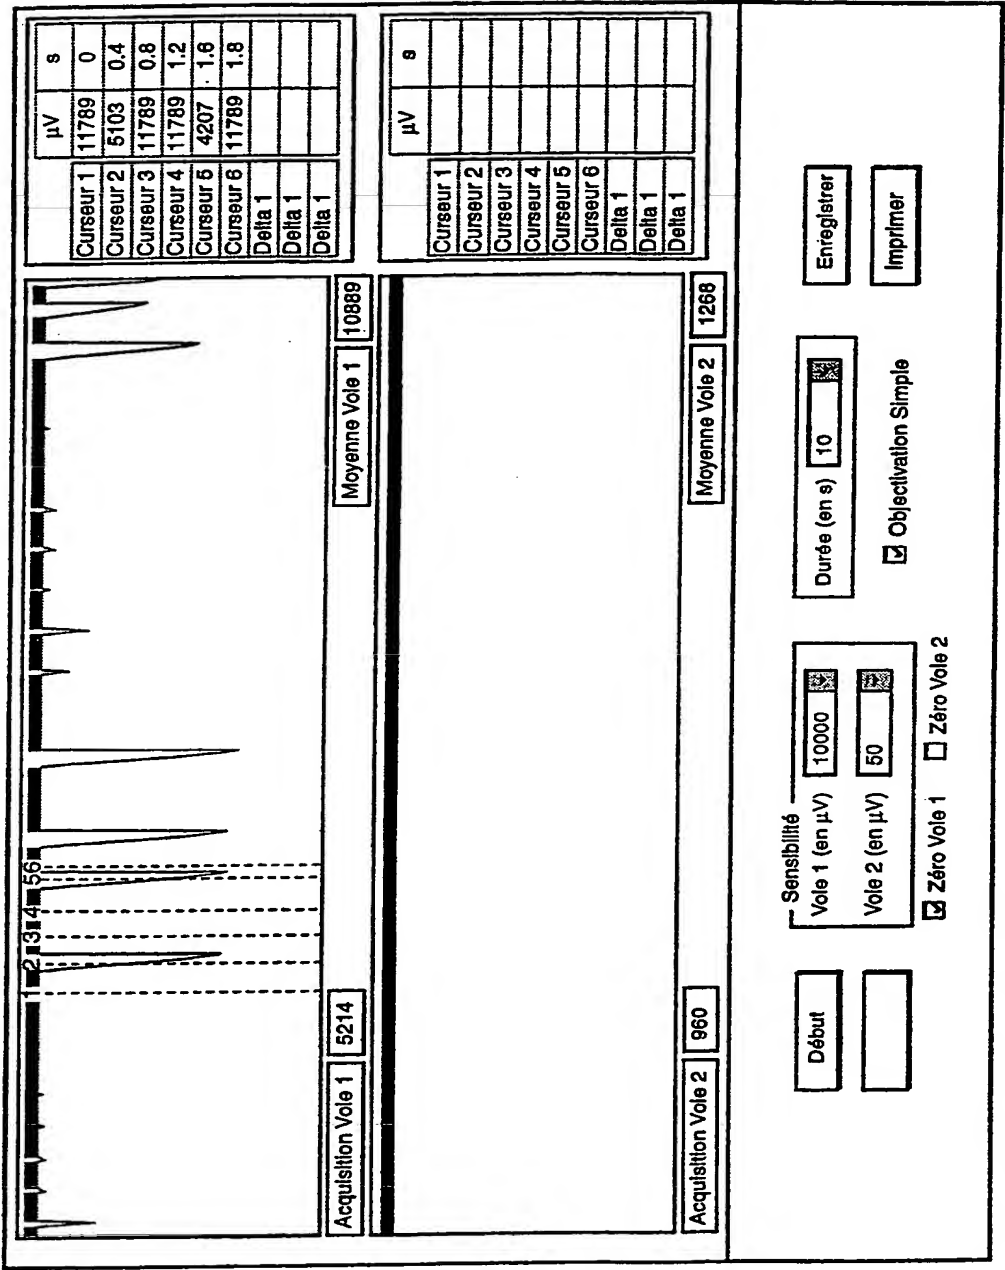 1 2 3 4 5 6
Acquisition Voie 1 5214
Moyenne Voie 1 10889
µV s
Curseur 1 11789 0
Curseur 2 5103 0.4
Curseur 3 11789 0.8
Curseur 4 11789 1.2
Curseur 5 4207 1.6
Curseur 6 11789 1.8
Delta 1
Delta 1
Delta 1
Acquisition Voie 2 960
Moyenne Voie 2 1268
µV s
Curseur 1
Curseur 2
Curseur 3
Curseur 4
Curseur 5
Curseur 6
Delta 1
Delta 1
Delta 1
Début
Sensibilité
Voie 1 (en µV) 10000
Voie 2 (en µV) 50
Zéro Voie 1 Zéro Voie 2
Durée (en s) 10
Objectivation Simple
Enregistrer
Imprimer